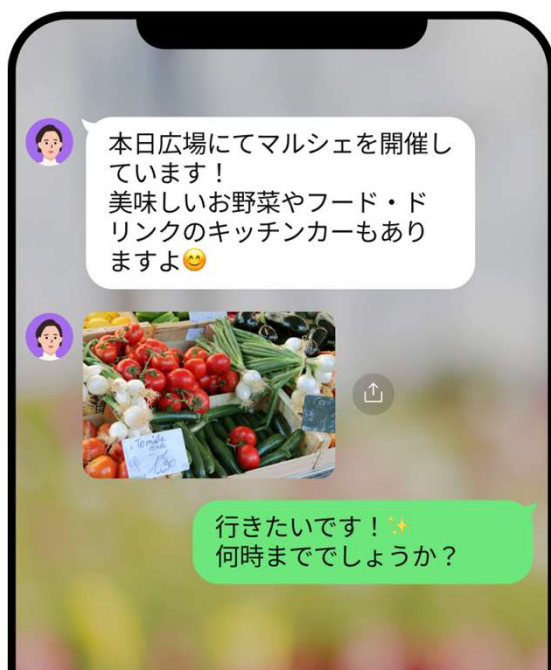 本日広場にてマルシェを開催し
ています！
美味しいお野菜やフード・ド
リンクのキッチンカーもあり
ますよ😊
行きたいです！✨
何時まででしょうか？